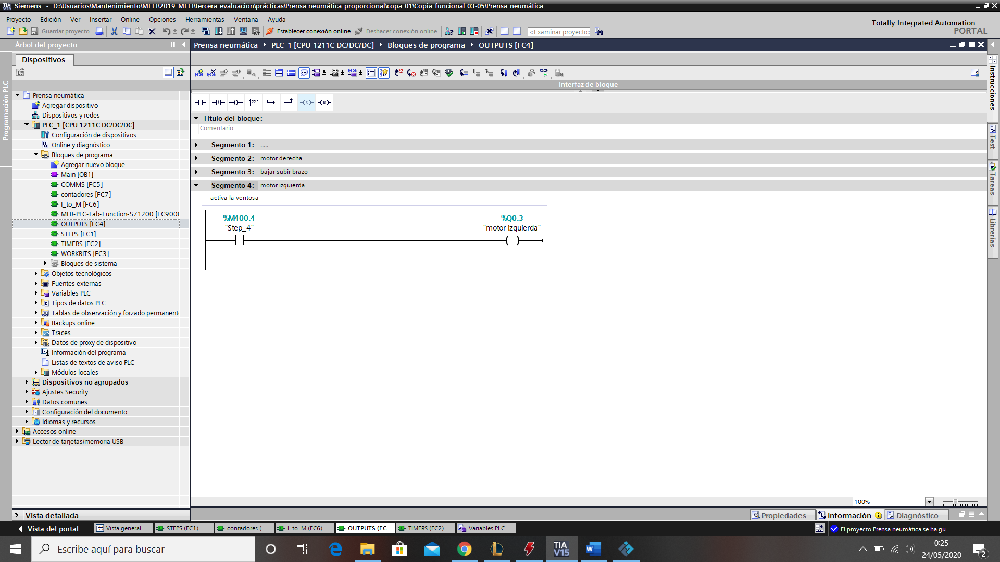 Siemens - D:\Usuarios\Mantenimiento\MEEI\2019 MEEI\tercera evaluacion\prácticas\Prensa neumática proporcional\copa 01\Copia funcional 03-05\Prensa neumática
Proyecto Edición Ver Insertar Online Opciones Herramientas Ventana Ayuda
Totally Integrated Automation
PORTAL
Guardar proyecto Establecer conexión online Deshacer conexión online <Examinar proyecto>
Árbol del proyecto
Prensa neumática PLC_1 [CPU 1211C DC/DC/DC] Bloques de programa OUTPUTS [FC4]
Dispositivos
Programación PLC
Interfaz de bloque
Prensa neumática
Agregar dispositivo
Dispositivos y redes
PLC_1 [CPU 1211C DC/DC/DC]
Configuración de dispositivos
Online y diagnóstico
Bloques de programa
Agregar nuevo bloque
Main [OB1]
COMMS [FC5]
contadores [FC7]
I_to_M [FC6]
MHJ-PLC-Lab-Function-S71200 [FC900
OUTPUTS [FC4]
STEPS [FC1]
TIMERS [FC2]
WORKBITS [FC3]
Bloques de sistema
Objetos tecnológicos
Fuentes externas
Variables PLC
Tipos de datos PLC
Tablas de observación y forzado permanent
Backups online
Traces
Datos de proxy de dispositivo
Información del programa
Listas de textos de aviso PLC
Módulos locales
Dispositivos no agrupados
Ajustes Security
Datos comunes
Configuración del documento
Idiomas y recursos
Accesos online
Lector de tarjetas/memoria USB
Vista detallada
Título del bloque: .....
Comentario
Segmento 1: .....
Segmento 2: motor derecha
Segmento 3: bajar-subir brazo
Segmento 4: motor izquierda
activa la ventosa
%M400.4
"Step_4"
%Q0.3
"motor izquierda"
Instrucciones
Test
Tareas
Librerías
100%
Propiedades Información Diagnóstico
Vista del portal Vista general STEPS (FC1) contadores (... I_to_M (FC6) OUTPUTS (FC... TIMERS (FC2) Variables PLC El proyecto Prensa neumática se ha gu...
Escribe aquí para buscar
TIA V15
0:25
24/05/2020
2